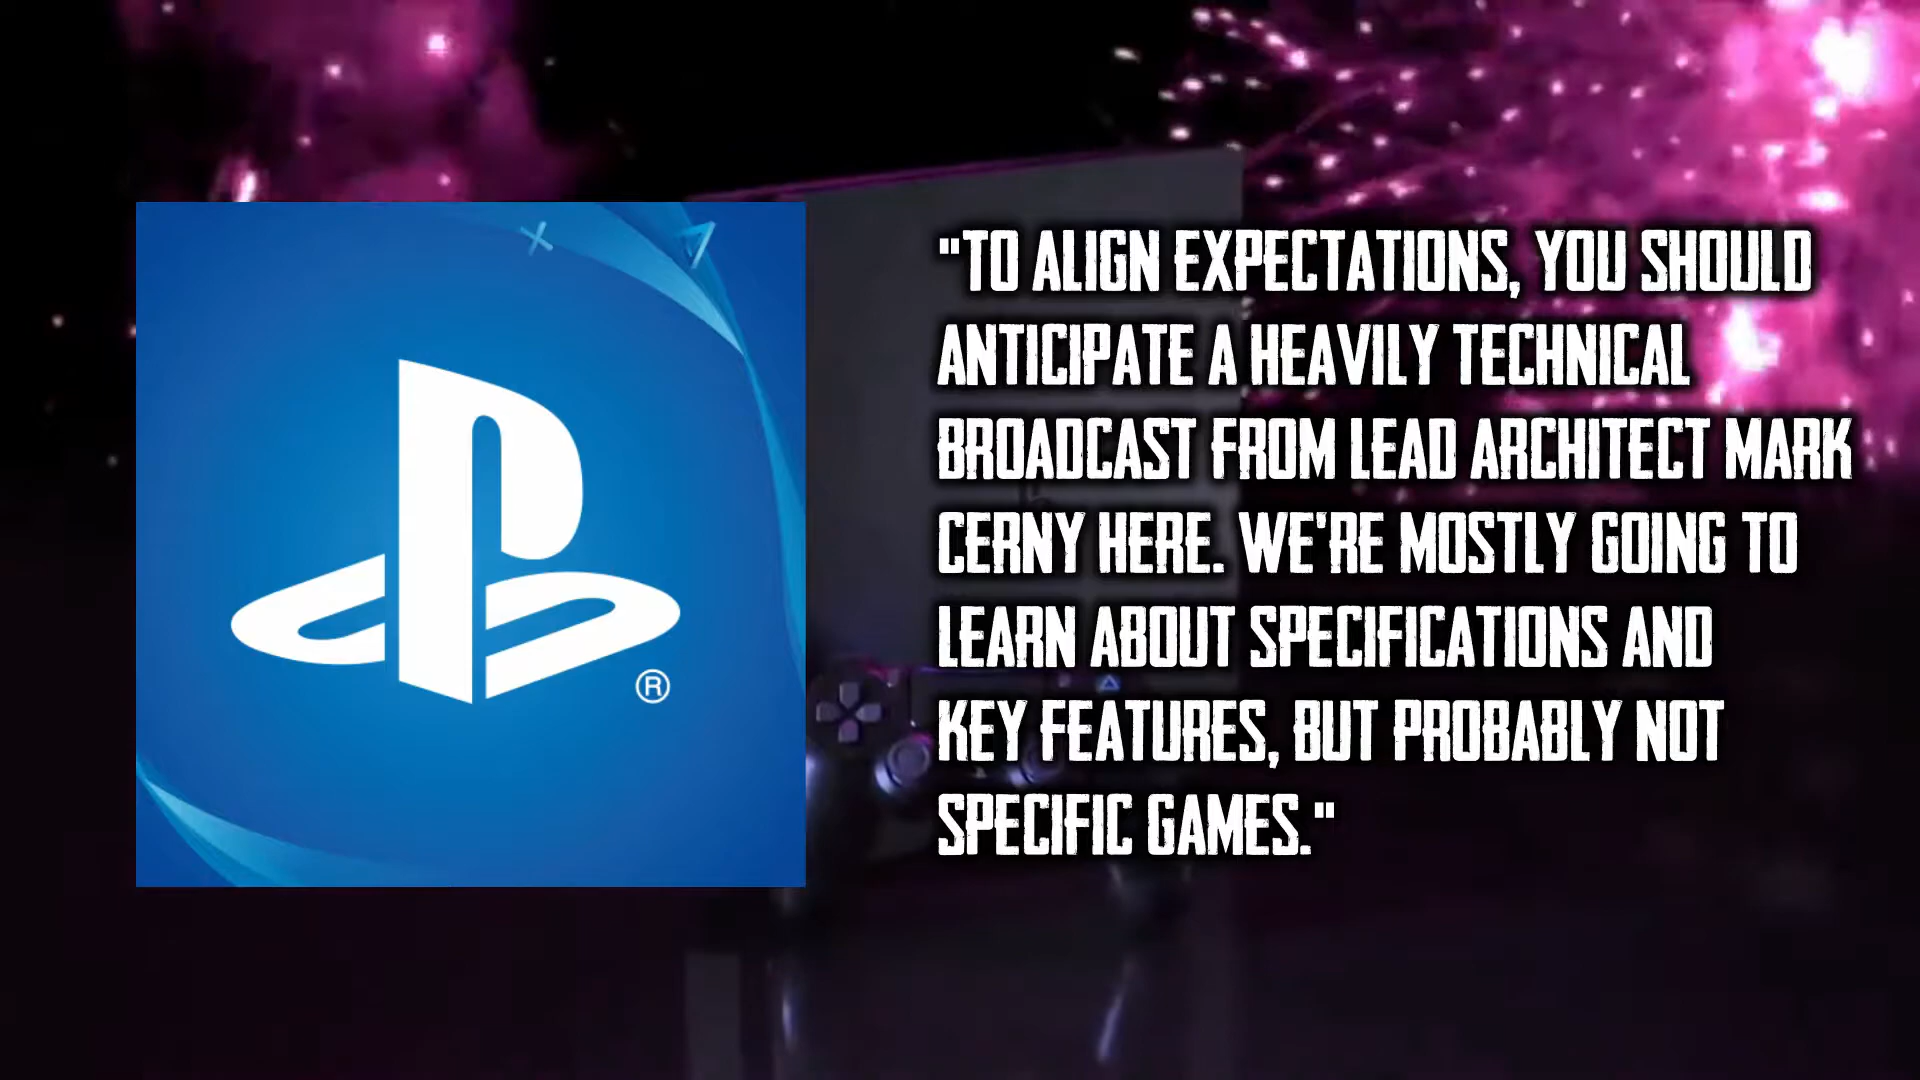 "TO ALIGN EXPECTATIONS, YOU SHOULD
ANTICIPATE A HEAVILY TECHNICAL
BROADCAST FROM LEAD ARCHITECT MARK
CERNY HERE. WE'RE MOSTLY GOING TO
LEARN ABOUT SPECIFICATIONS AND
KEY FEATURES, BUT PROBABLY NOT
SPECIFIC GAMES."
®